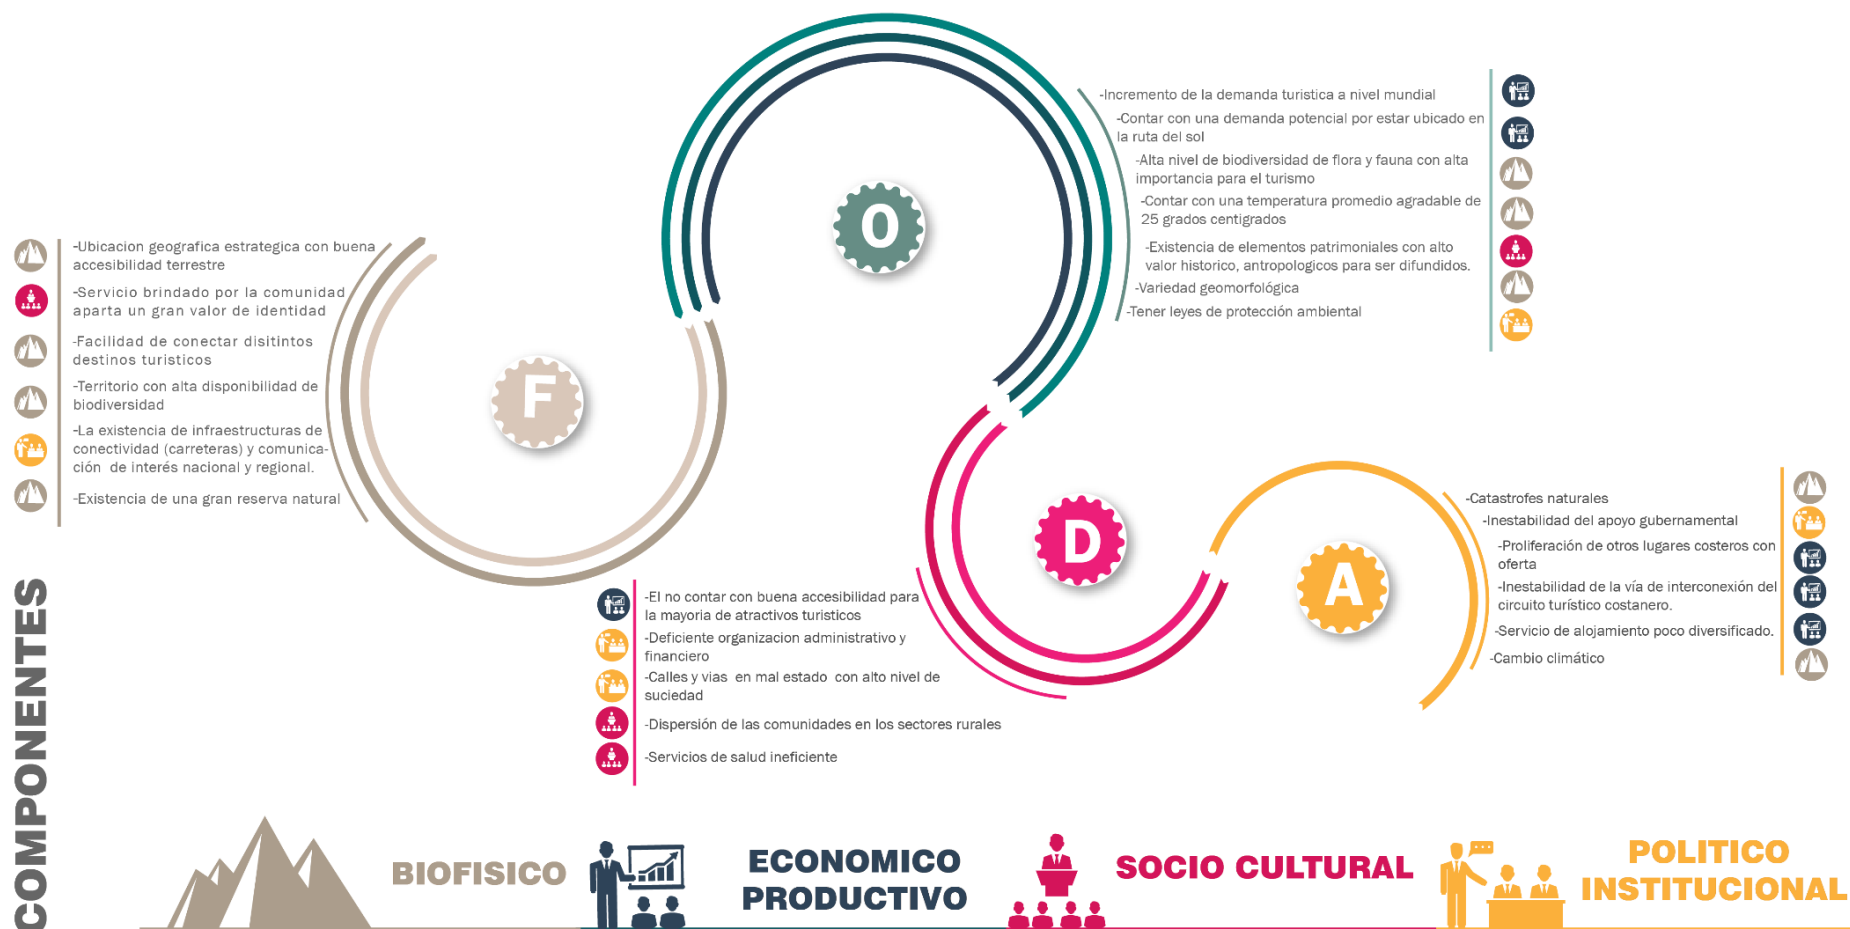 -Ubicacion geografica estrategica con buena
accesibilidad terrestre
-Servicio brindado por la comunidad
aparta un gran valor de identidad
-Facilidad de conectar disitintos
destinos turisticos
-Territorio con alta disponibilidad de
biodiversidad
-La existencia de infraestructuras de
conectividad (carreteras) y comunica-
ción de interés nacional y regional.
-Existencia de una gran reserva natural
F
O
-Incremento de la demanda turistica a nivel mundial
-Contar con una demanda potencial por estar ubicado en
la ruta del sol
-Alta nivel de biodiversidad de flora y fauna con alta
importancia para el turismo
-Contar con una temperatura promedio agradable de
25 grados centigrados
-Existencia de elementos patrimoniales con alto
valor historico, antropologicos para ser difundidos.
-Variedad geomorfológica
-Tener leyes de protección ambiental
D
-El no contar con buena accesibilidad para
la mayoria de atractivos turisticos
-Deficiente organizacion administrativo y
financiero
-Calles y vias en mal estado con alto nivel de
suciedad
-Dispersión de las comunidades en los sectores rurales
-Servicios de salud ineficiente
A
-Catastrofes naturales
-Inestabilidad del apoyo gubernamental
-Proliferación de otros lugares costeros con
oferta
-Inestabilidad de la vía de interconexión del
circuito turístico costanero.
-Servicio de alojamiento poco diversificado.
-Cambio climático
COMPONENTES
BIOFISICO
ECONOMICO
PRODUCTIVO
SOCIO CULTURAL
POLITICO
INSTITUCIONAL